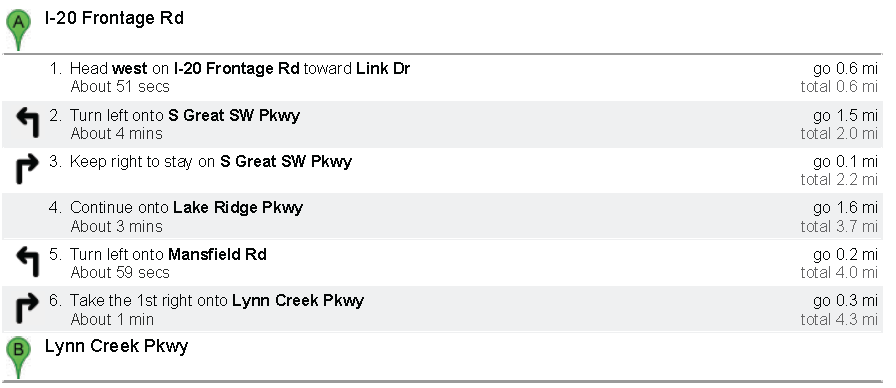 A I-20 Frontage Rd
1. Head west on I-20 Frontage Rd toward Link Dr go 0.6 mi
About 51 secs total 0.6 mi
2. Turn left onto S Great SW Pkwy go 1.5 mi
About 4 mins total 2.0 mi
3. Keep right to stay on S Great SW Pkwy go 0.1 mi
total 2.2 mi
4. Continue onto Lake Ridge Pkwy go 1.6 mi
About 3 mins total 3.7 mi
5. Turn left onto Mansfield Rd go 0.2 mi
About 59 secs total 4.0 mi
6. Take the 1st right onto Lynn Creek Pkwy go 0.3 mi
About 1 min total 4.3 mi
B Lynn Creek Pkwy